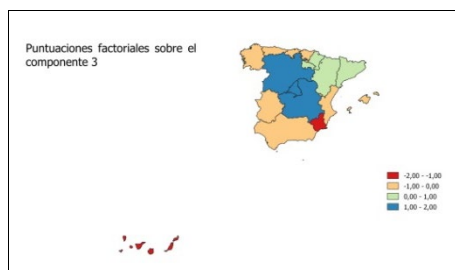 Puntuaciones factoriales sobre el
componente 3
-2,00 - -1,00
-1,00 - 0,00
0,00 - 1,00
1,00 - 2,00